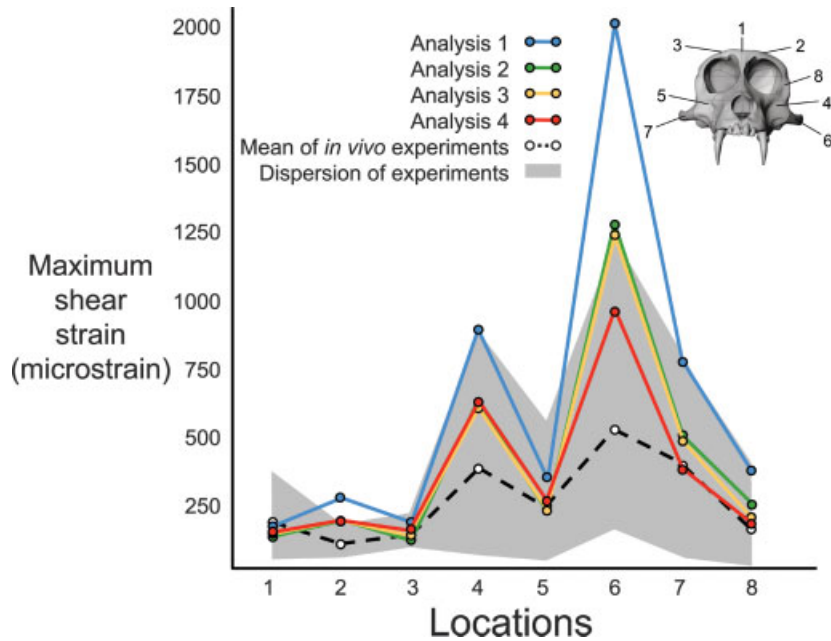 2000
1750
1500
1250
1000
750
500
250
Maximum
shear
strain
(microstrain)
Analysis 1
Analysis 2
Analysis 3
Analysis 4
Mean of in vivo experiments
Dispersion of experiments
1
3
2
8
5
4
7
6
1 2 3 4 5 6 7 8
Locations